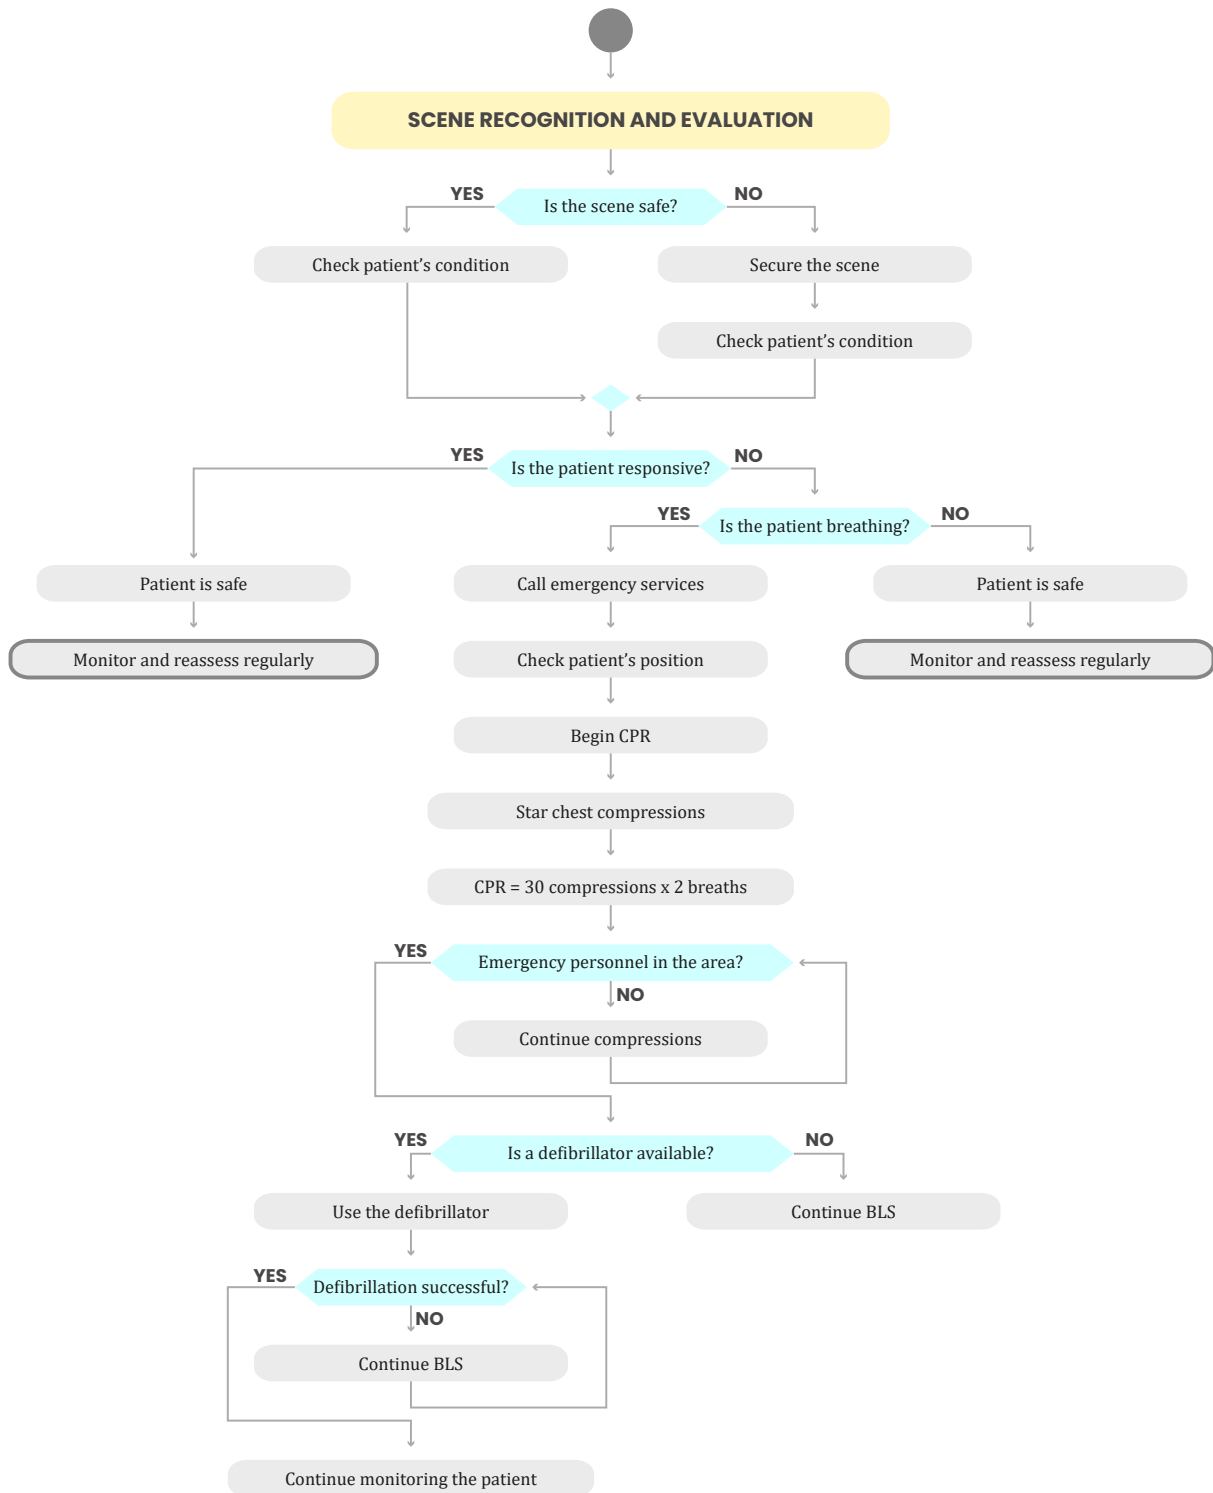 SCENE RECOGNITION AND EVALUATION
YES
Is the scene safe?
NO
Check patient's condition
Secure the scene
Check patient's condition
YES
Is the patient responsive?
NO
YES
Is the patient breathing?
NO
Patient is safe
Call emergency services
Patient is safe
Monitor and reassess regularly
Check patient's position
Monitor and reassess regularly
Begin CPR
Star chest compressions
CPR = 30 compressions x 2 breaths
YES
Emergency personnel in the area?
NO
Continue compressions
YES
Is a defibrillator available?
NO
Use the defibrillator
Continue BLS
YES
Defibrillation successful?
NO
Continue BLS
Continue monitoring the patient